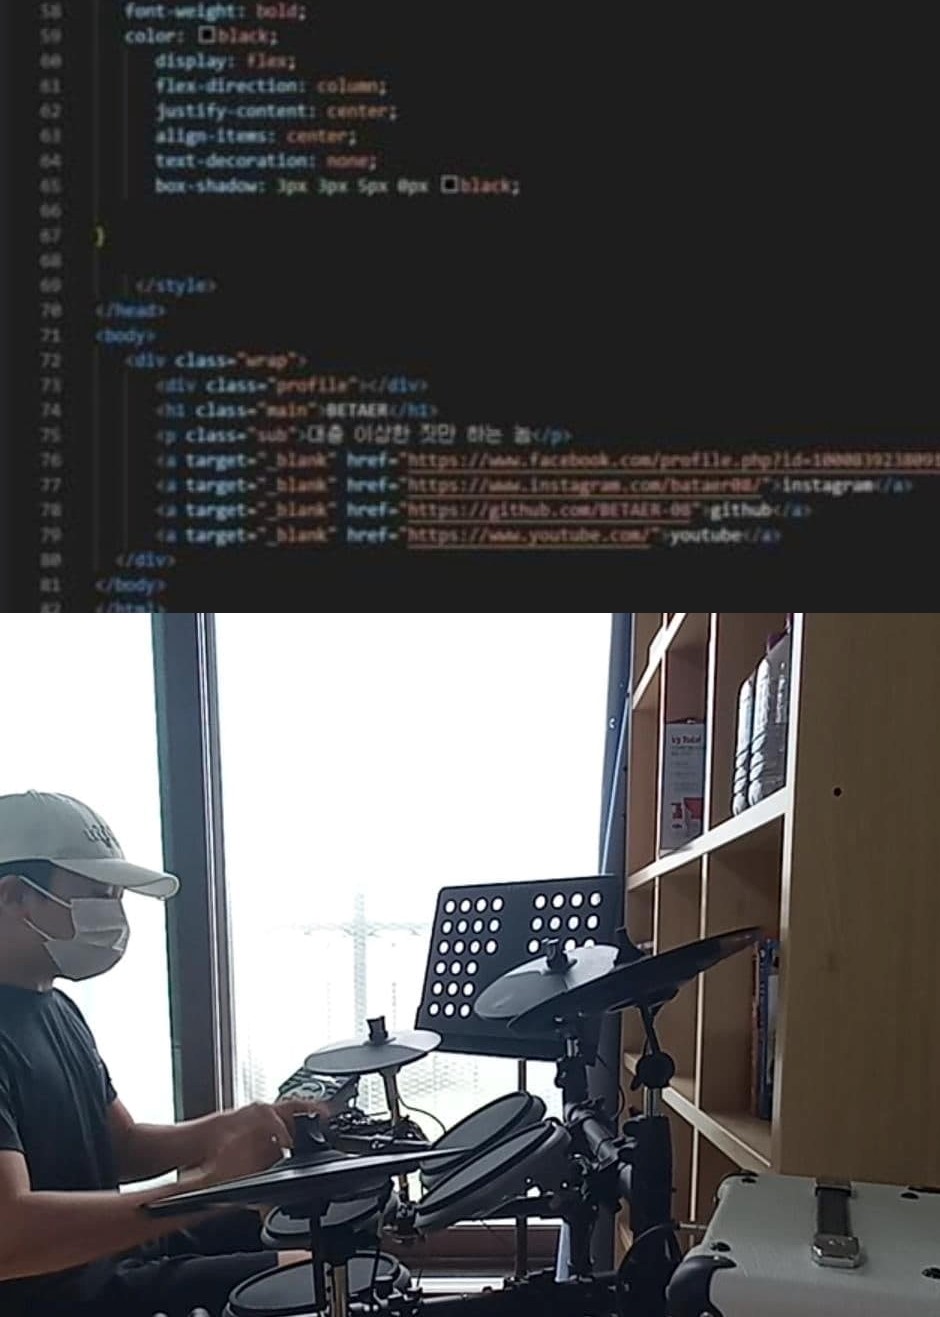 58 font-weight: bold;
59 color: black;
60 display: flex;
61 flex-direction: column;
62 justify-content: center;
63 align-items: center;
64 text-decoration: none;
65 box-shadow: 3px 3px 5px 0px black;
66
67 }
68
69 </style>
70 </head>
71 <body>
72 <div class="wrap">
73 <div class="profile"></div>
74 <h1 class="main">BETAER</h1>
75 <p class="sub">대충 이상한 짓만 하는 놈</p>
76 <a target="_blank" href="https://www.facebook.com/profile.php?id=
77 <a target="_blank" href="https://www.instagram.com/bataer08/">instagram</a>
78 <a target="_blank" href="https://github.com/BETAER-08">github</a>
79 <a target="_blank" href="https://www.youtube.com/">youtube</a>
80 </div>
81 </body>
82 </html>